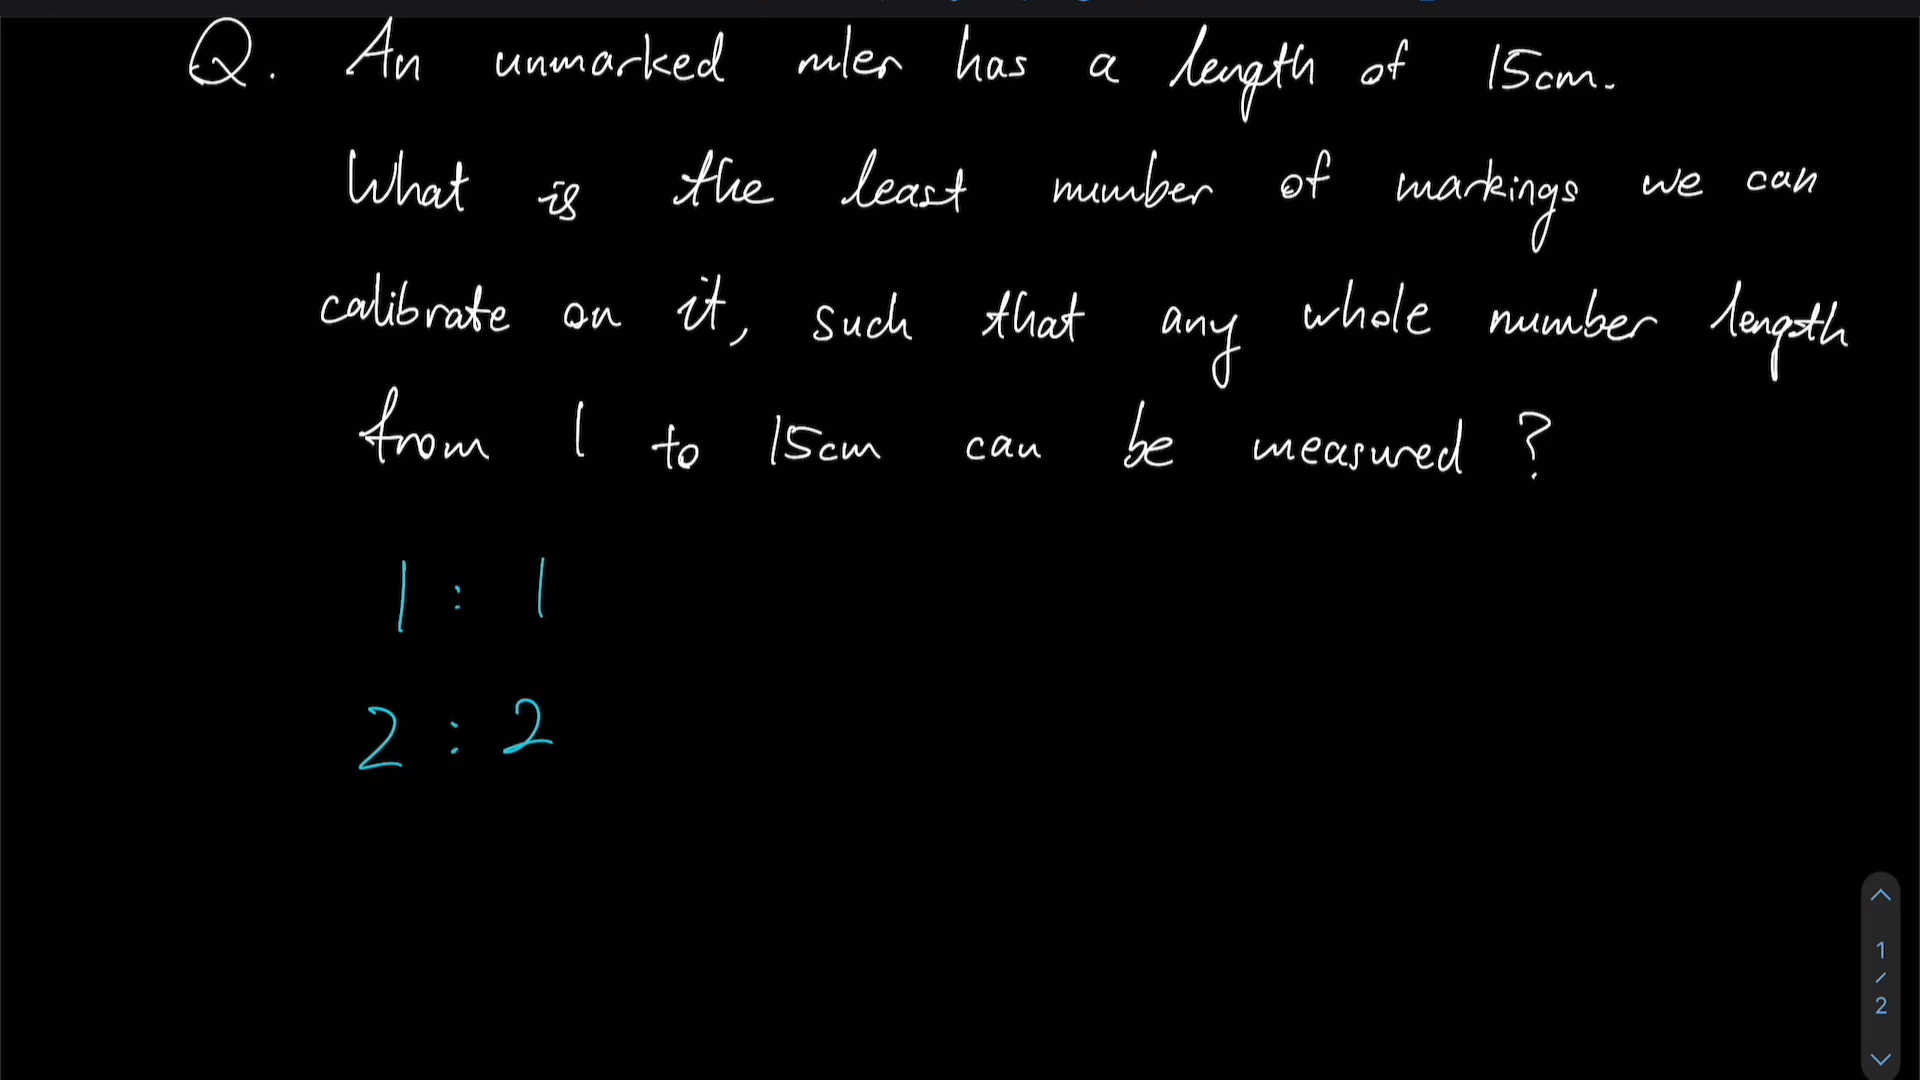 Q. An unmarked ruler has a length of 15cm.
What is the least number of markings we can
calibrate on it, such that any whole number length
from 1 to 15cm can be measured?
1 : 1
2 : 2
1
/
2